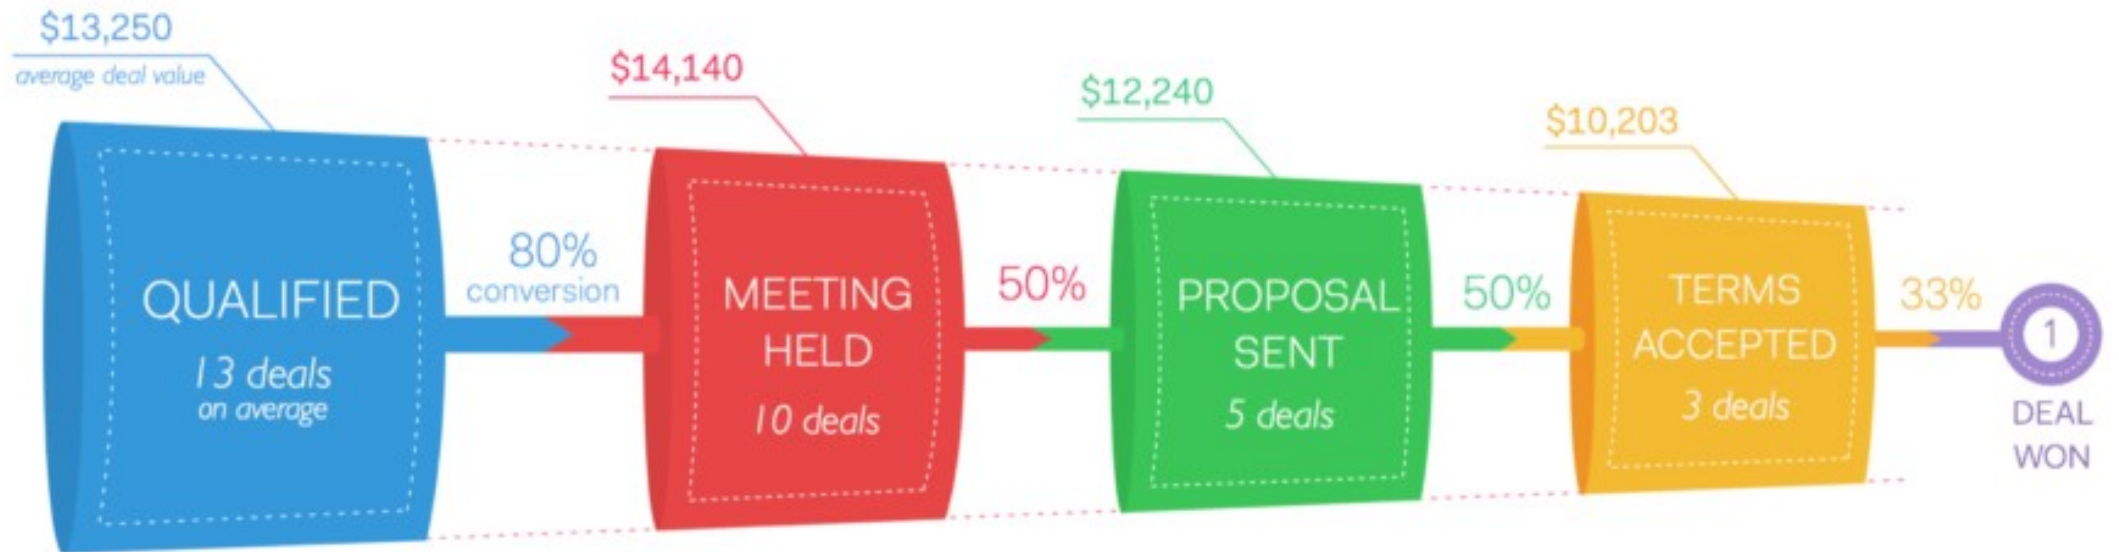 $13,250
average deal value
QUALIFIED
13 deals
on average
80%
conversion
$14,140
MEETING
HELD
10 deals
50%
$12,240
PROPOSAL
SENT
5 deals
50%
$10,203
TERMS
ACCEPTED
3 deals
33%
1
DEAL
WON